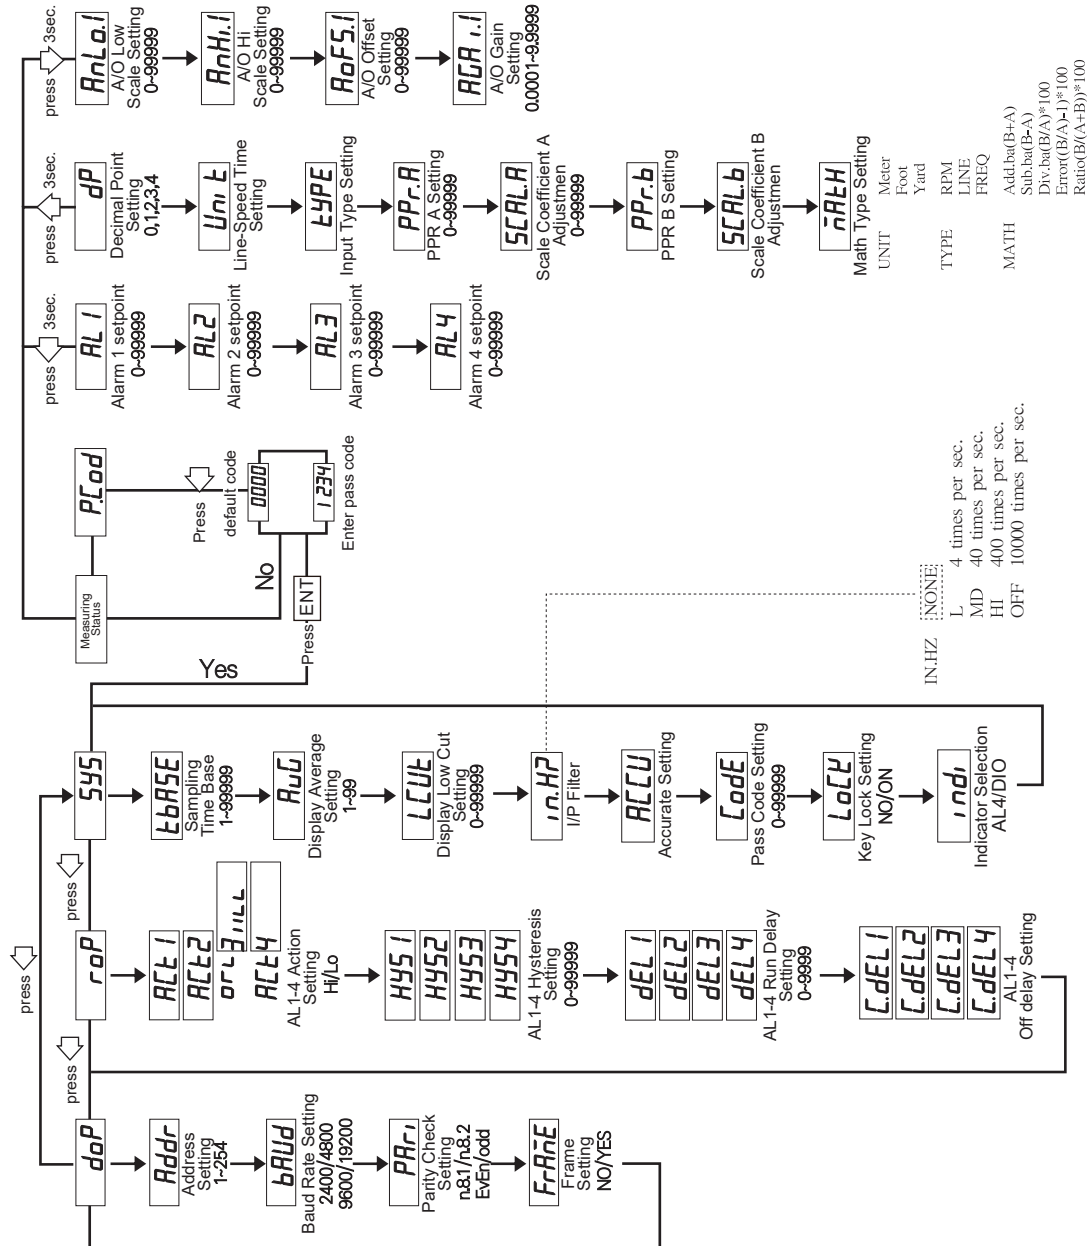 Measuring
Status
P.Cod
Press
default code
0000
1234
Enter pass code
No
Press
ENT
Yes
press
3sec.
AL1
Alarm 1 setpoint
0~99999
AL2
Alarm 2 setpoint
0~99999
AL3
Alarm 3 setpoint
0~99999
AL4
Alarm 4 setpoint
0~99999
press
3sec.
dP
Decimal Point
Setting
0,1,2,3,4
Unit
Line-Speed Time
Setting
tYPE
Input Type Setting
PPr.A
PPR A Setting
0~99999
SCAL.A
Scale Coefficient A
Adjustmen
0~99999
PPr.b
PPR B Setting
SCAL.b
Scale Coefficient B
Adjustmen
mAtH
Math Type Setting
press
3sec.
AnLo.1
A/O Low
Scale Setting
0~99999
AnHi.1
A/O Hi
Scale Setting
0~99999
AoFS.1
A/O Offset
Setting
0~99999
AGAi.1
A/O Gain
Setting
0.0001~9.9999
UNIT Meter
Foot
Yard
TYPE RPM
LINE
FREQ
MATH Add.ba(B+A)
Sub.ba(B-A)
Div.ba(B/A)*100
Error((B/A)-1)*100
Ratio(B/(A+B))*100
press
press
press
SYS
tbASE
Sampling
Time Base
1~99999
AvG
Display Average
Setting
1~99
LCUt
Display Low Cut
Setting
0~99999
in.HZ
I/P Filter
ACCU
Accurate Setting
CodE
Pass Code Setting
0~99999
LoCK
Key Lock Setting
NO/ON
indi
Indicator Selection
AL4/DIO
IN.HZ NONE
L 4 times per sec.
MD 40 times per sec.
HI 400 times per sec.
OFF 10000 times per sec.
roP
ACt1
ACt2
ACt4
AL1-4 Action
Setting
Hi/Lo
HYS1
HYS2
HYS3
HYS4
AL1-4 Hysteresis
Setting
0~99999
dEL1
dEL2
dEL3
dEL4
AL1-4 Run Delay
Setting
0~9999
C.dEL1
C.dEL2
C.dEL3
C.dEL4
AL1-4
Off delay Setting
doP
Addr
Address
Setting
1~254
bAUd
Baud Rate Setting
2400/4800
9600/19200
PAri
Parity Check
Setting
n.8.1/n.8.2
EvEn/odd
FrAmE
Frame
Setting
NO/YES